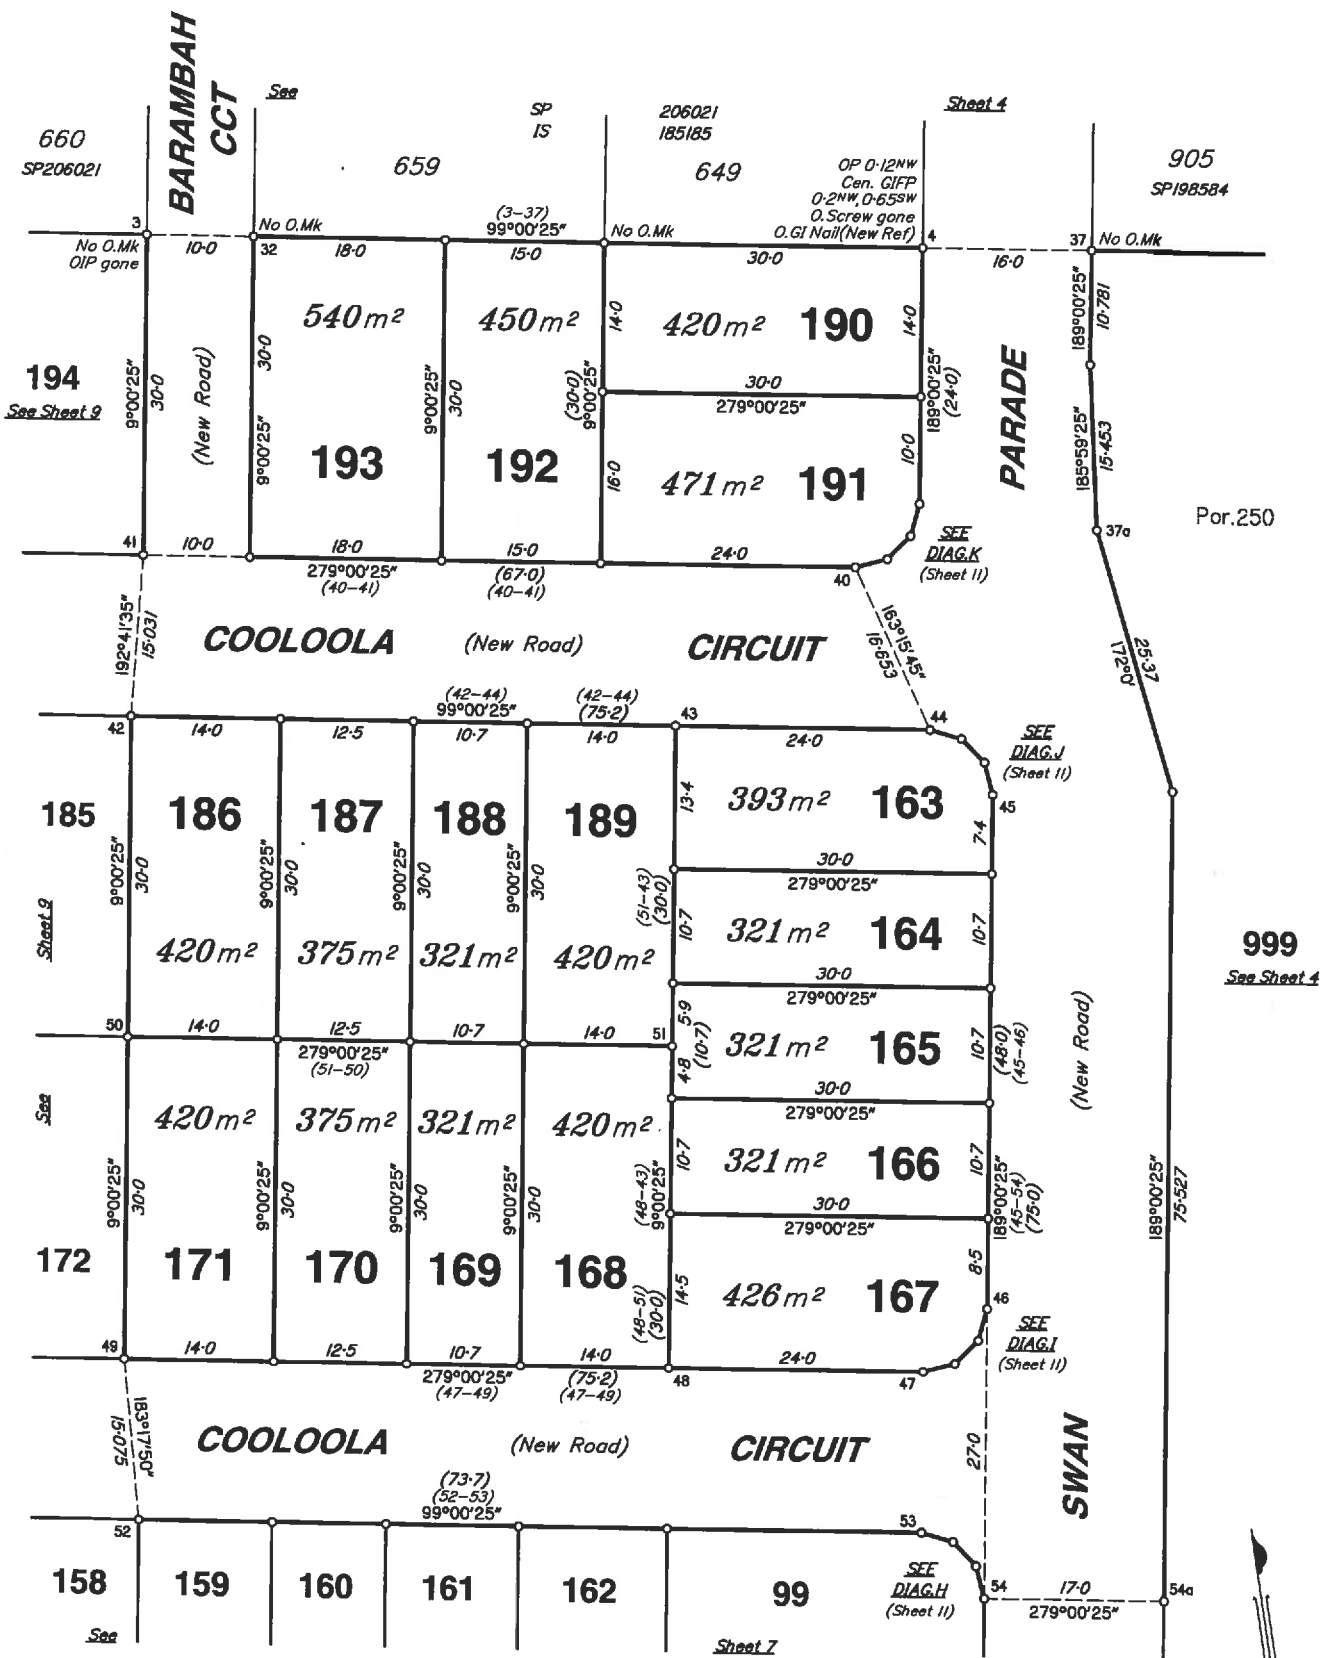 BARAMBAH
CCT
(New Road)
See
SP 206021
IS 185185
Sheet 4
660
SP206021
659
649
OP 0·12NW
Cen. GIFP
0·2NW, 0·65SW
O.Screw gone
O.GI Nail(New Ref)
905
SP198584
3
No O.Mk
OIP gone
10·0
No O.Mk
32
18·0
(3–37)
99°00'25"
15·0
No O.Mk
30·0
4
16·0
37
No O.Mk
194
See Sheet 9
9°00'25"
30·0
30·0
9°00'25"
540m²
193
9°00'25"
30·0
450m²
192
14·0
(30·0)
9°00'25"
16·0
420m²
190
14·0
30·0
279°00'25"
189°00'25"
(24·0)
471m²
191
10·0
PARADE
189°00'25"
10·781
185°59'25"
15·453
37a
Por.250
SEE
DIAG.K
(Sheet 11)
41
10·0
18·0
279°00'25"
(40–41)
15·0
(67·0)
(40–41)
24·0
40
192°41'35"
15·031
COOLOOLA
(New Road)
CIRCUIT
163°15'45"
16·653
25·37
172°0'
42
14·0
12·5
(42–44)
99°00'25"
10·7
(42–44)
(75·2)
14·0
43
24·0
44
SEE
DIAG.J
(Sheet 11)
45
185
186
187
188
189
13·4
393m²
163
7·4
9°00'25"
30·0
9°00'25"
30·0
9°00'25"
30·0
9°00'25"
30·0
(51–43)
(30·0)
30·0
279°00'25"
Sheet 9
420m²
375m²
321m²
420m²
10·7
321m²
164
10·7
30·0
279°00'25"
999
See Sheet 4
50
14·0
12·5
279°00'25"
(51–50)
10·7
14·0
51
5·9
4·8
(10·7)
321m²
165
10·7
(48·0)
(45–46)
(New Road)
30·0
279°00'25"
See
420m²
375m²
321m²
420m²
10·7
321m²
166
10·7
9°00'25"
30·0
9°00'25"
30·0
9°00'25"
30·0
9°00'25"
30·0
(48–43)
9°00'25"
30·0
279°00'25"
189°00'25"
(45–54)
(75·0)
189°00'25"
75·527
172
171
170
169
168
(48–51)
(30·0)
14·5
426m²
167
8·5
46
SEE
DIAG.I
(Sheet 11)
49
14·0
12·5
10·7
279°00'25"
(47–49)
14·0
(75·2)
(47–49)
48
24·0
47
183°17'50"
15·075
COOLOOLA
(New Road)
CIRCUIT
27·0
SWAN
(73·7)
(52–53)
99°00'25"
52
53
158
159
160
161
162
99
SEE
DIAG.H
(Sheet 11)
54
17·0
279°00'25"
54a
See
Sheet 7